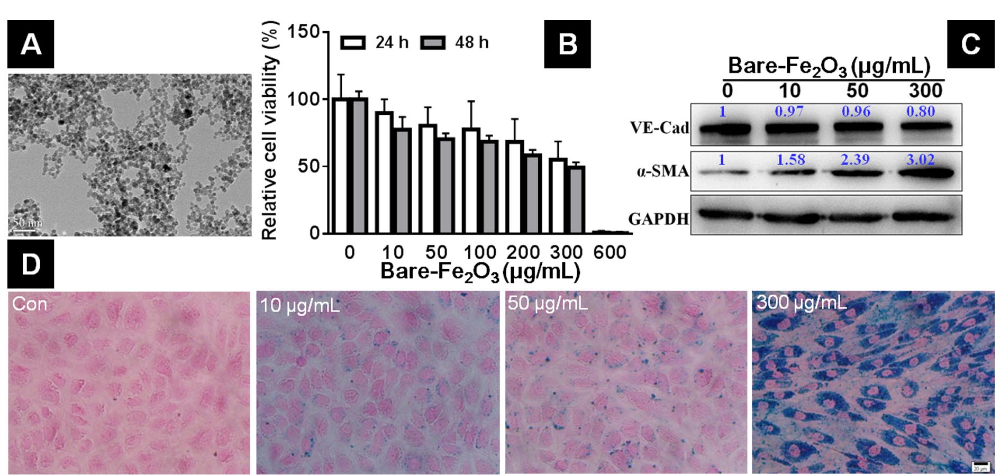 A
50 nm
B
Relative cell viability (%)
150
100
50
0
24 h 48 h
0 10 50 100 200 300 600
Bare-Fe₂O₃ (µg/mL)
C
Bare-Fe₂O₃ (µg/mL)
0 10 50 300
1 0.97 0.96 0.80
VE-Cad
1 1.58 2.39 3.02
α-SMA
GAPDH
D
Con
10 µg/mL
50 µg/mL
300 µg/mL
20 µm